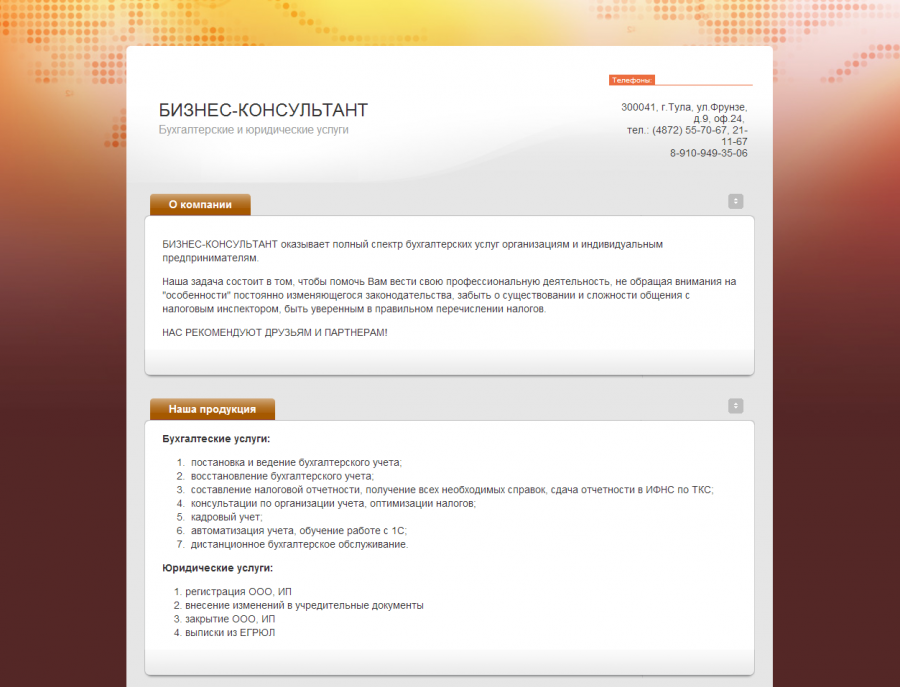 Телефоны:
БИЗНЕС-КОНСУЛЬТАНТ
Бухгалтерские и юридические услуги
300041, г.Тула, ул.Фрунзе,
д.9, оф.24,
тел.: (4872) 55-70-67, 21-
11-67
8-910-949-35-06
О компании
БИЗНЕС-КОНСУЛЬТАНТ оказывает полный спектр бухгалтерских услуг организациям и индивидуальным
предпринимателям.
Наша задача состоит в том, чтобы помочь Вам вести свою профессиональную деятельность, не обращая внимания на
"особенности" постоянно изменяющегося законодательства, забыть о существовании и сложности общения с
налоговым инспектором, быть уверенным в правильном перечислении налогов.
НАС РЕКОМЕНДУЮТ ДРУЗЬЯМ И ПАРТНЕРАМ!
Наша продукция
Бухгалтеские услуги:
1. постановка и ведение бухгалтерского учета;
2. восстановление бухгалтерского учета;
3. составление налоговой отчетности, получение всех необходимых справок, сдача отчетности в ИФНС по ТКС;
4. консультации по организации учета, оптимизации налогов;
5. кадровый учет;
6. автоматизация учета, обучение работе с 1С;
7. дистанционное бухгалтерское обслуживание.
Юридические услуги:
1. регистрация ООО, ИП
2. внесение изменений в учредительные документы
3. закрытие ООО, ИП
4. выписки из ЕГРЮЛ